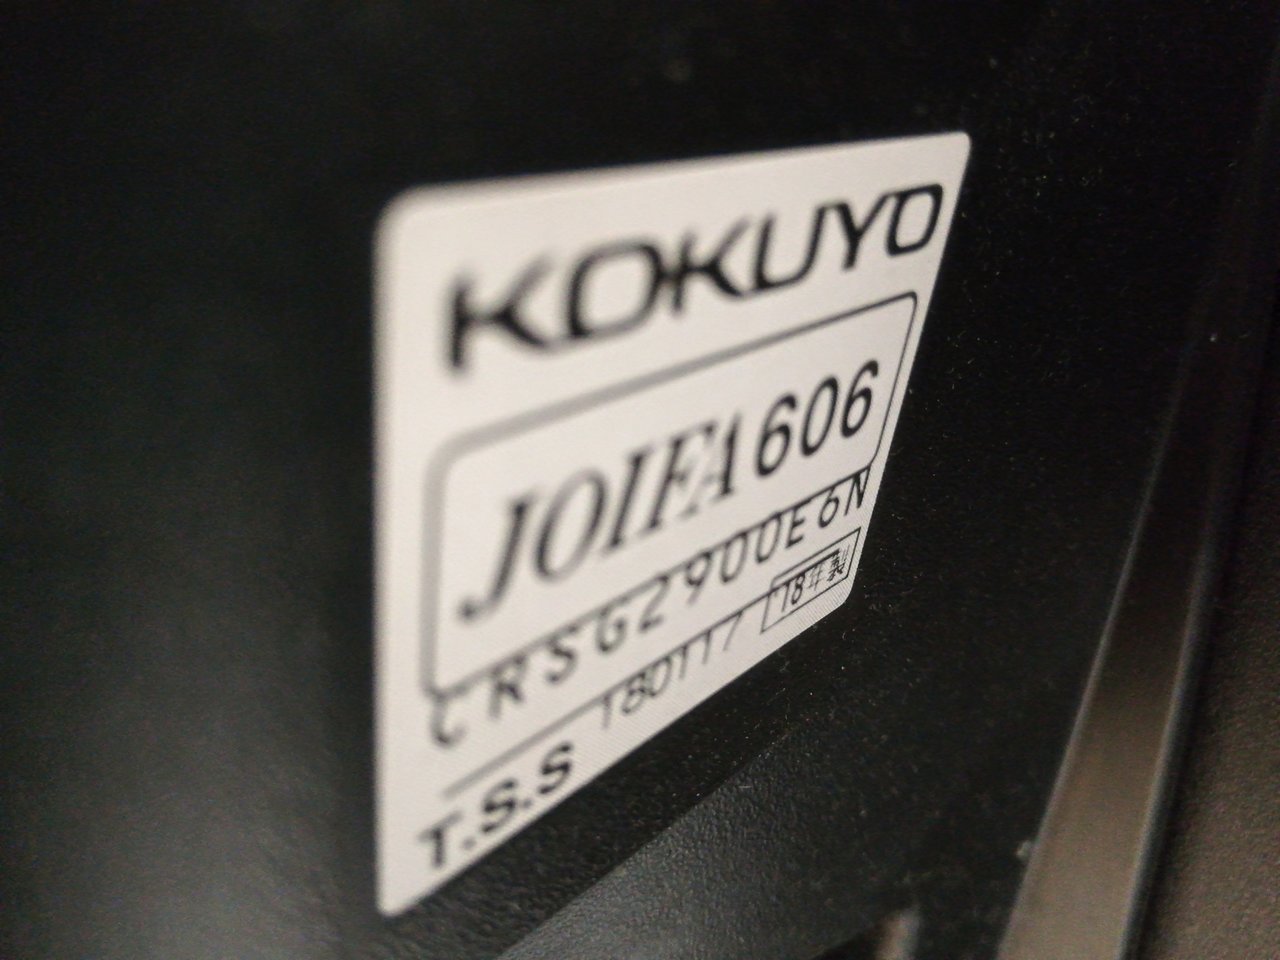 KOKUYO
JOIFA606
CRSG2900E6N
180117 '18年製
T.S.S